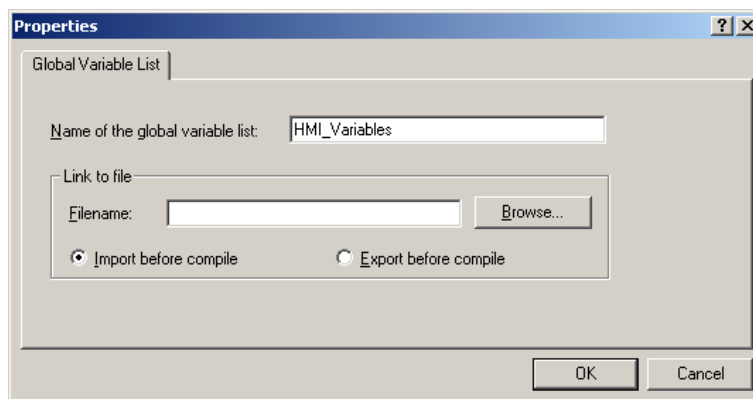 Properties
Global Variable List
Name of the global variable list: HMI_Variables
Link to file
Filename: Browse...
Import before compile Export before compile
OK Cancel